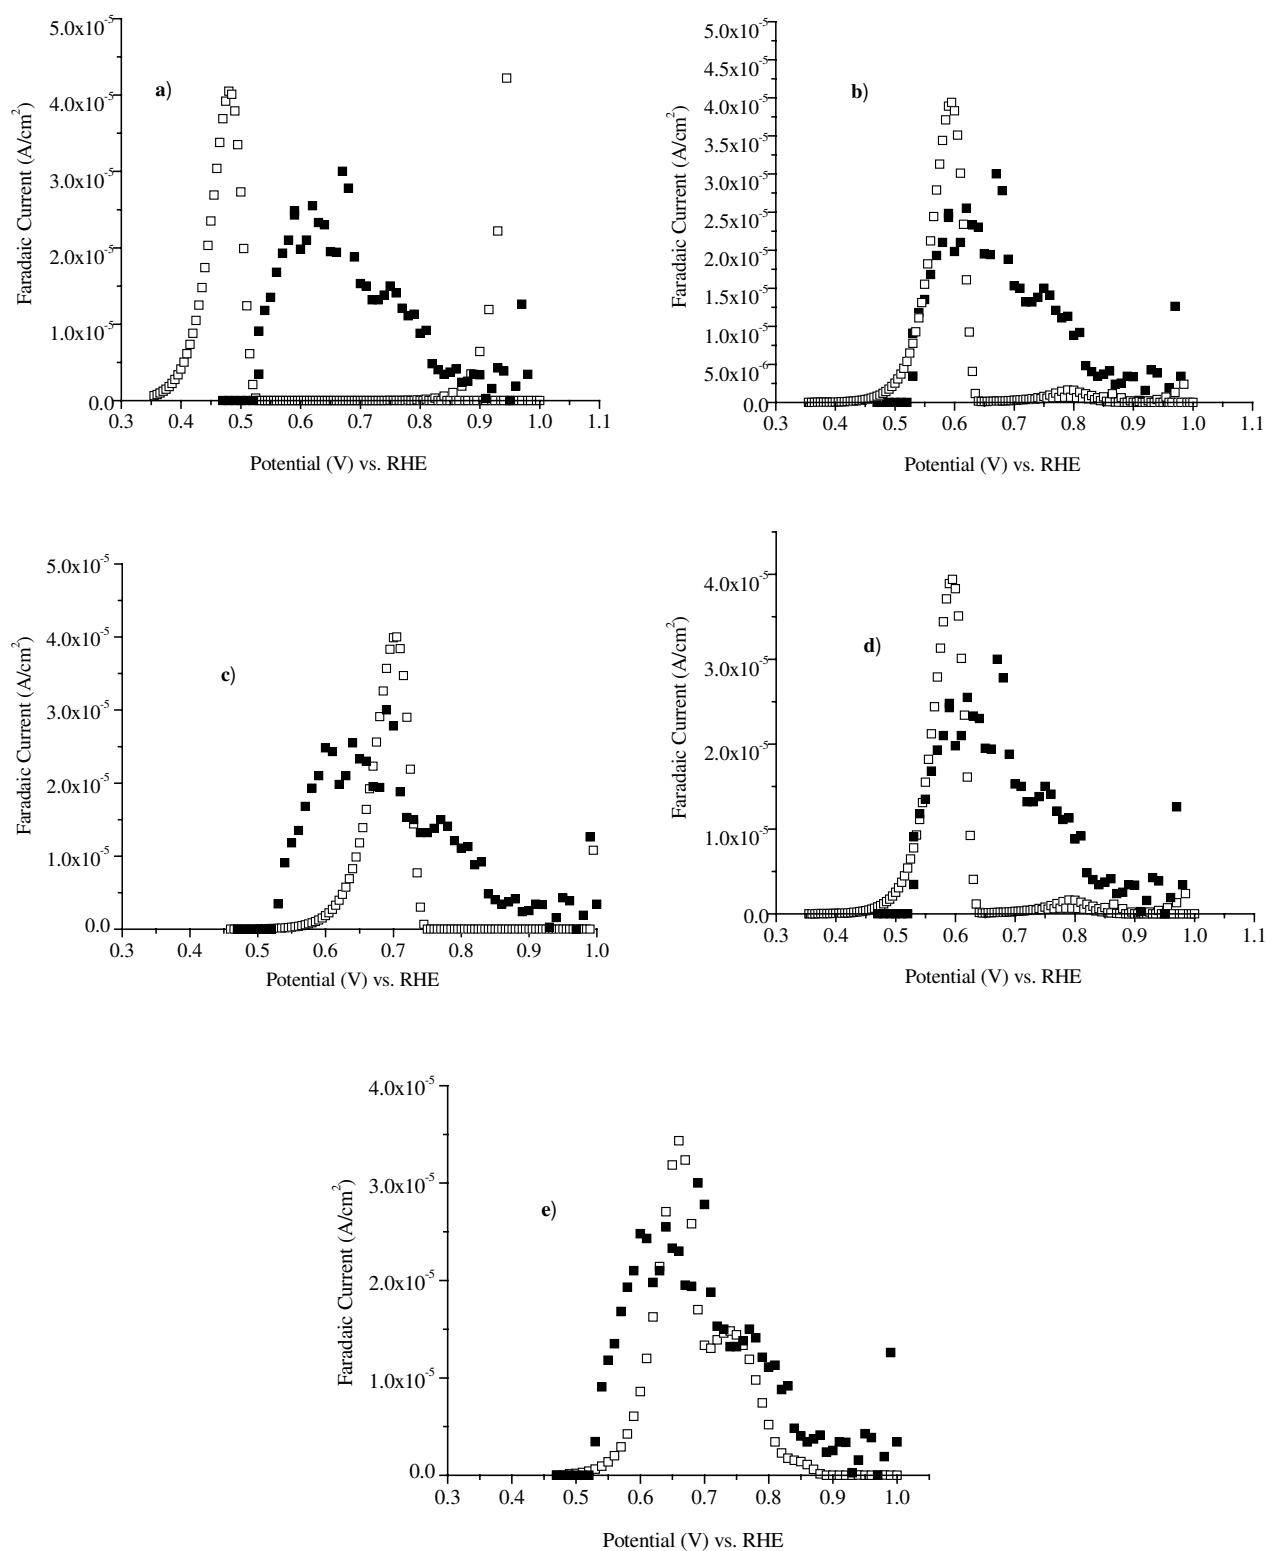 a)
5.0x10⁻⁵
4.0x10⁻⁵
3.0x10⁻⁵
2.0x10⁻⁵
1.0x10⁻⁵
0.0
Faradaic Current (A/cm²)
0.3 0.4 0.5 0.6 0.7 0.8 0.9 1.0 1.1
Potential (V) vs. RHE
b)
5.0x10⁻⁵
4.5x10⁻⁵
4.0x10⁻⁵
3.5x10⁻⁵
3.0x10⁻⁵
2.5x10⁻⁵
2.0x10⁻⁵
1.5x10⁻⁵
1.0x10⁻⁵
5.0x10⁻⁶
0.0
Faradaic Current (A/cm²)
0.3 0.4 0.5 0.6 0.7 0.8 0.9 1.0 1.1
Potential (V) vs. RHE
c)
5.0x10⁻⁵
4.0x10⁻⁵
3.0x10⁻⁵
2.0x10⁻⁵
1.0x10⁻⁵
0.0
Faradaic Current (A/cm²)
0.3 0.4 0.5 0.6 0.7 0.8 0.9 1.0
Potential (V) vs. RHE
d)
4.0x10⁻⁵
3.0x10⁻⁵
2.0x10⁻⁵
1.0x10⁻⁵
0.0
Faradaic Current (A/cm²)
0.3 0.4 0.5 0.6 0.7 0.8 0.9 1.0 1.1
Potential (V) vs. RHE
e)
4.0x10⁻⁵
3.0x10⁻⁵
2.0x10⁻⁵
1.0x10⁻⁵
0.0
Faradaic Current (A/cm²)
0.3 0.4 0.5 0.6 0.7 0.8 0.9 1.0
Potential (V) vs. RHE